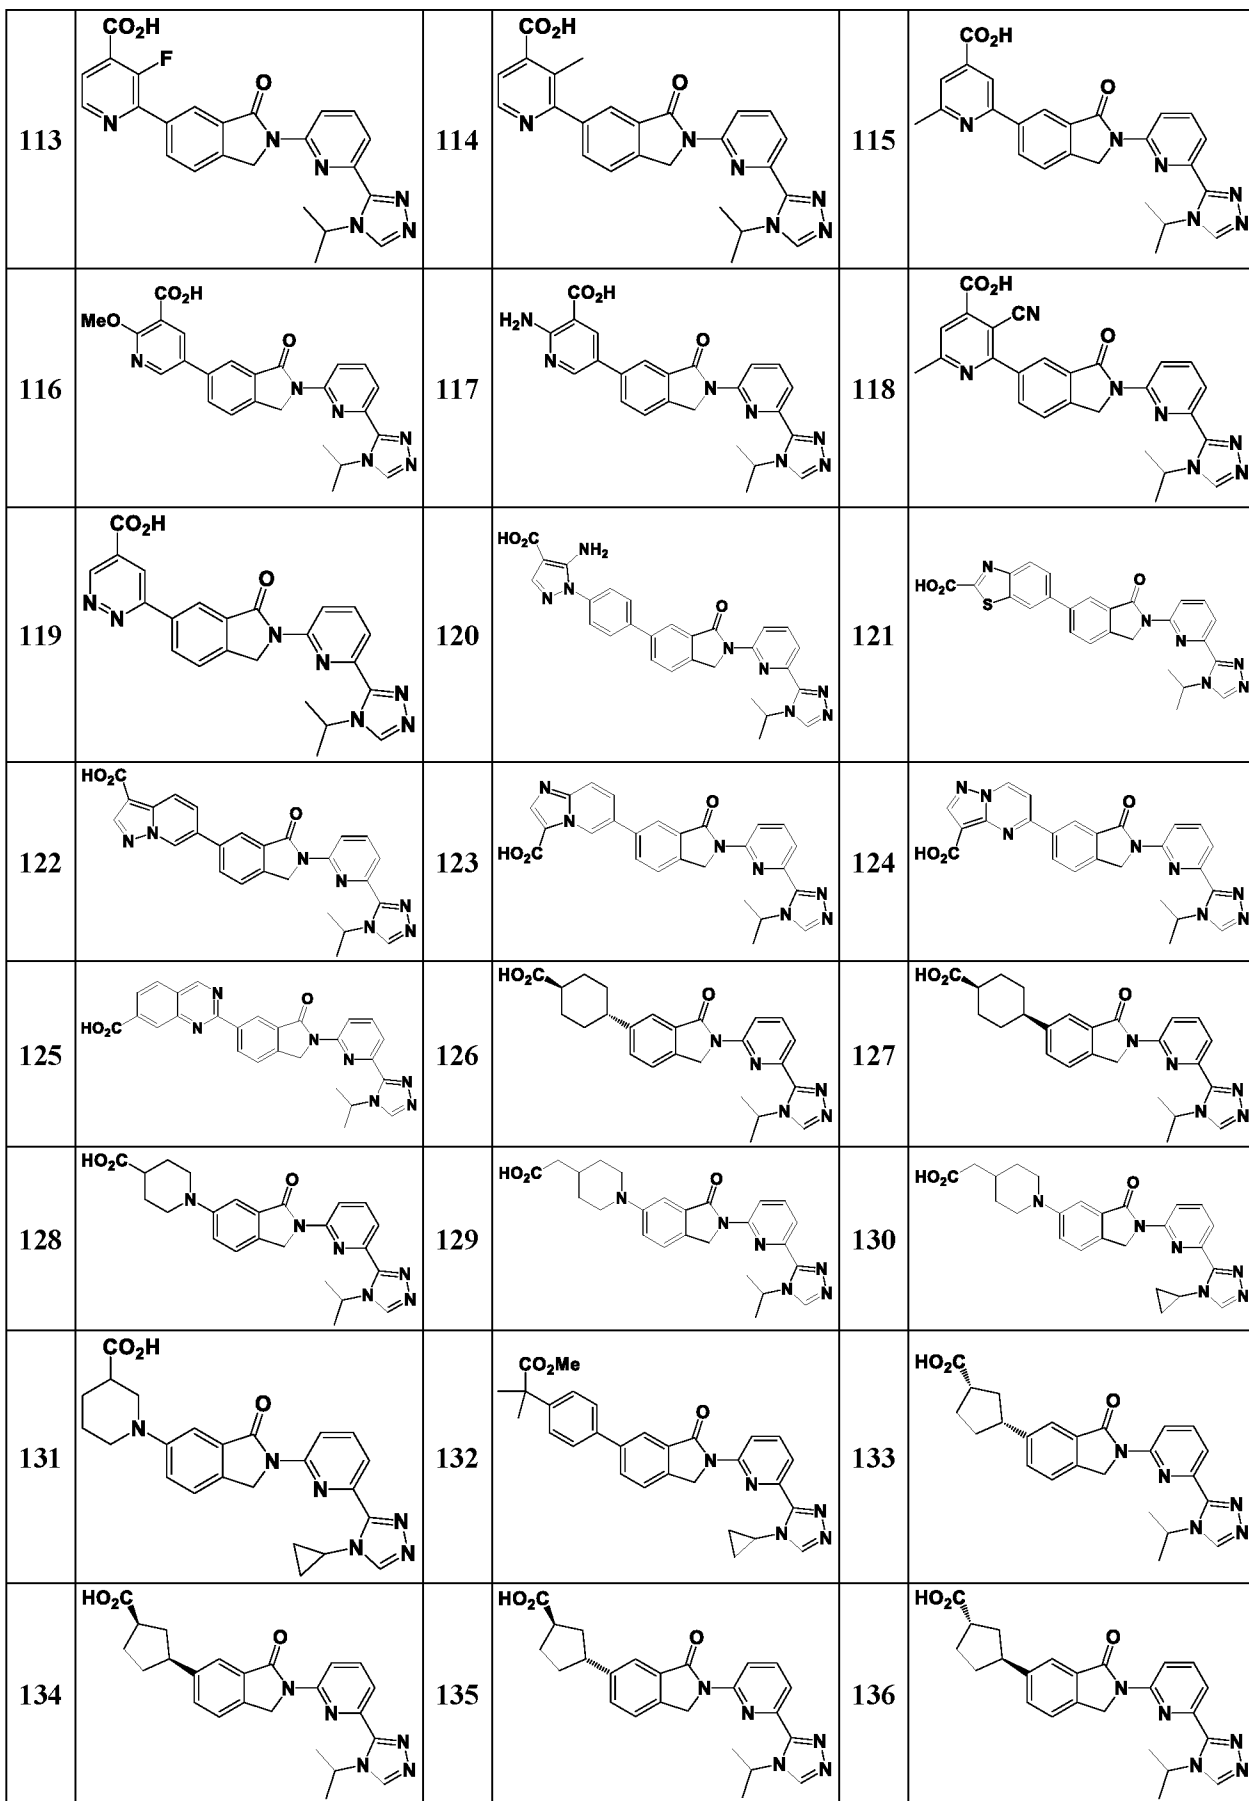 CO₂H CO₂H CO₂H
F
113 N O N N N N N 114 N O N N N N N 115 N O N N N N N
CO₂H CO₂H CO₂H
MeO H₂N CN
116 N O N N N N N 117 N O N N N N N 118 N O N N N N N
CO₂H HO₂C NH₂
119 N N O N N N N N 120 N N O N N N N N 121 HO₂C N S O N N N N N
HO₂C
122 N N O N N N N N 123 N N HO₂C O N N N N N 124 N N N HO₂C O N N N N N
125 HO₂C N N O N N N N N 126 HO₂C O N N N N N 127 HO₂C O N N N N N
128 HO₂C N O N N N N N 129 HO₂C N O N N N N N 130 HO₂C N O N N N N N
131 CO₂H N O N N N N N 132 CO₂Me O N N N N N 133 HO₂C O N N N N N
134 HO₂C O N N N N N 135 HO₂C O N N N N N 136 HO₂C O N N N N N